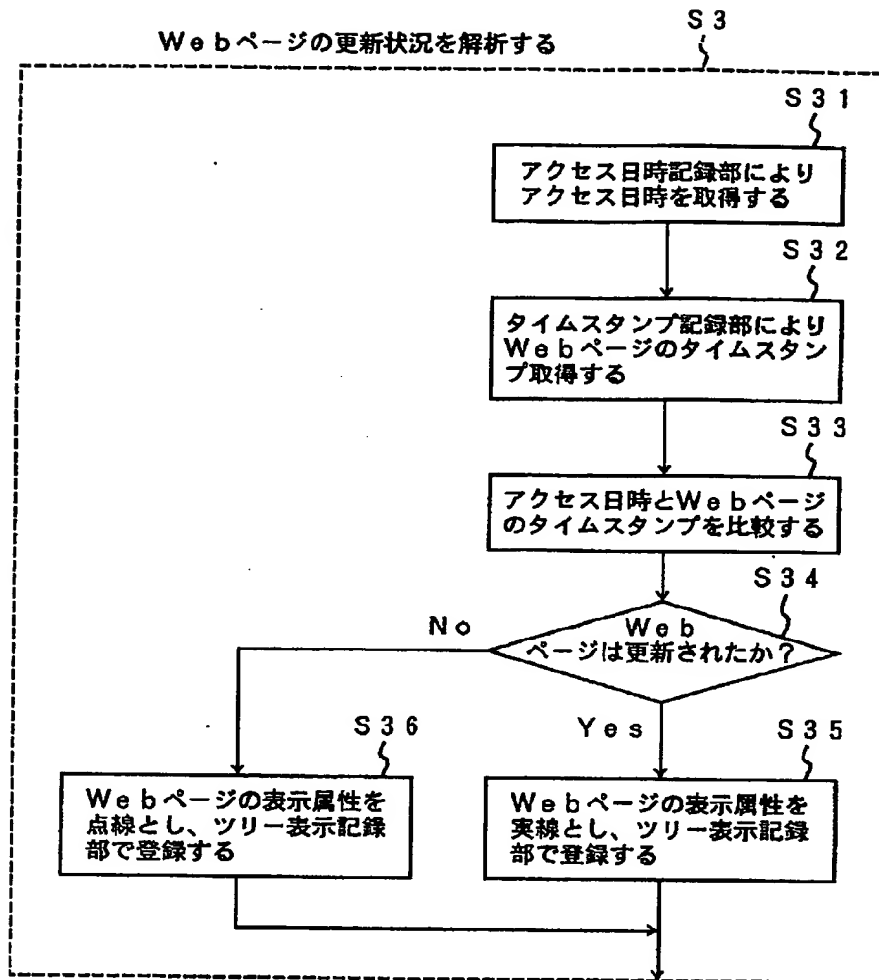 S3
Webページの更新状況を解析する
S31
アクセス日時記録部により
アクセス日時を取得する
S32
タイムスタンプ記録部により
Webページのタイムスタン
プ取得する
S33
アクセス日時とWebページ
のタイムスタンプを比較する
S34
Web
ページは更新されたか?
No
Yes
S36
Webページの表示属性を
点線とし、ツリー表示記録
部で登録する
S35
Webページの表示属性を
実線とし、ツリー表示記録
部で登録する